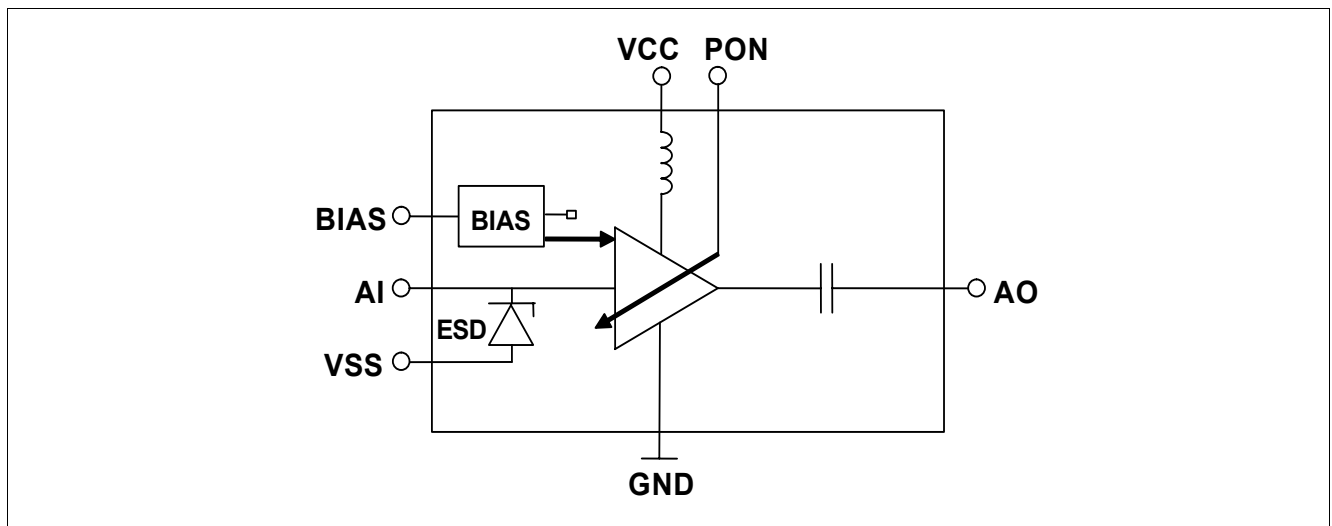 VCC PON
BIAS BIAS
AI AO
ESD
VSS
GND